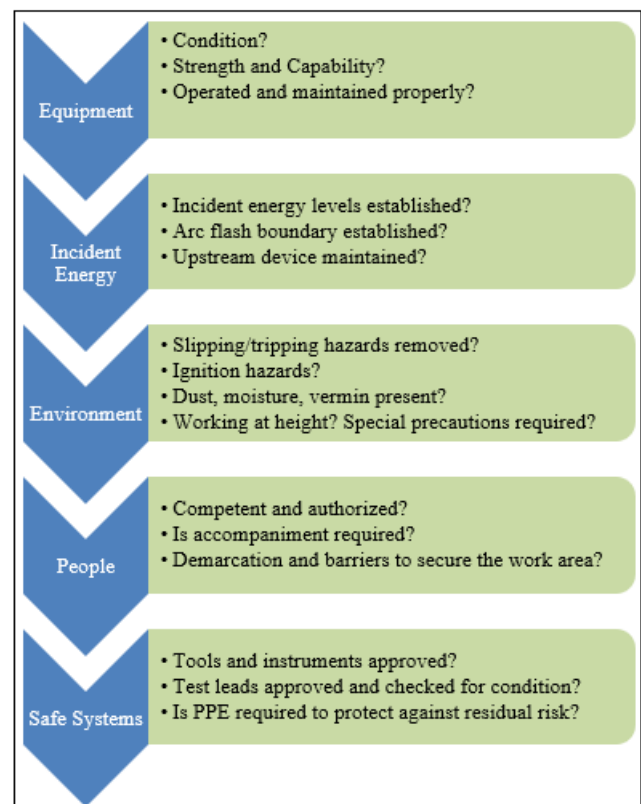 Equipment
• Condition?
• Strength and Capability?
• Operated and maintained properly?
Incident
Energy
• Incident energy levels established?
• Arc flash boundary established?
• Upstream device maintained?
Environment
• Slipping/tripping hazards removed?
• Ignition hazards?
• Dust, moisture, vermin present?
• Working at height? Special precautions required?
People
• Competent and authorized?
• Is accompaniment required?
• Demarcation and barriers to secure the work area?
Safe Systems
• Tools and instruments approved?
• Test leads approved and checked for condition?
• Is PPE required to protect against residual risk?